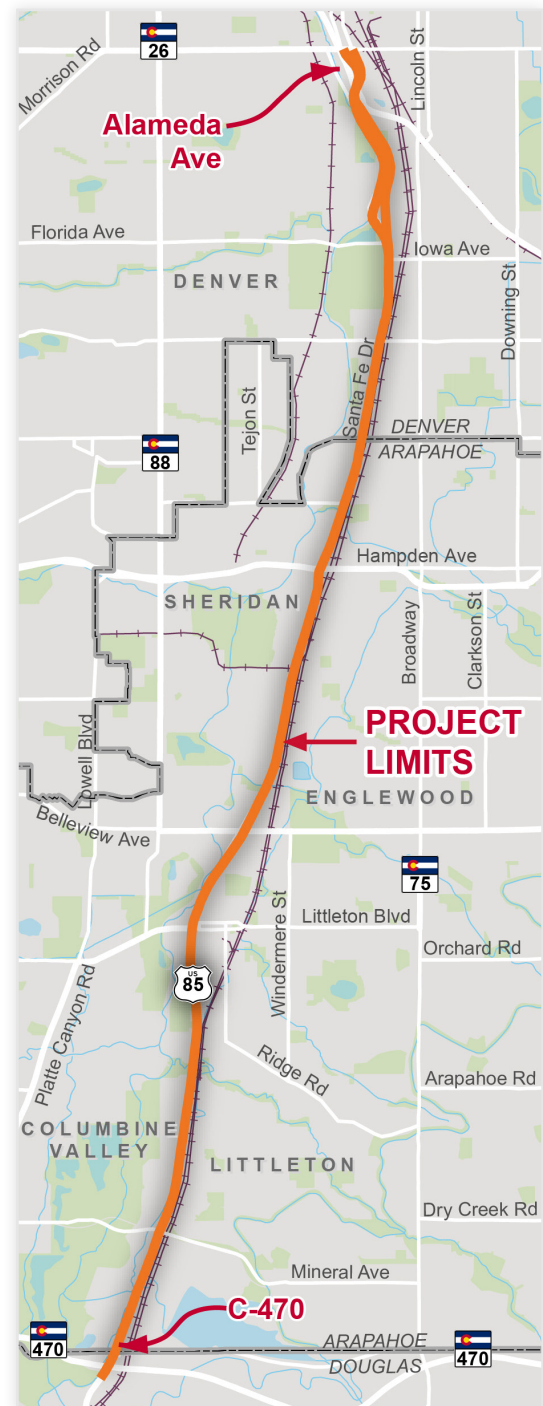 26
Morrison Rd
Lincoln St
Alameda
Ave
Florida Ave
Iowa Ave
DENVER
Downing St
Santa Fe Dr
Tejon St
DENVER
ARAPAHOE
88
Hampden Ave
SHERIDAN
Broadway
Clarkson St
PROJECT
LIMITS
Lowell Blvd
ENGLEWOOD
Belleview Ave
75
Windermere St
Littleton Blvd
Orchard Rd
US
85
Platte Canyon Rd
Ridge Rd
Arapahoe Rd
COLUMBINE
VALLEY
LITTLETON
Dry Creek Rd
Mineral Ave
C-470
470
ARAPAHOE
DOUGLAS
470